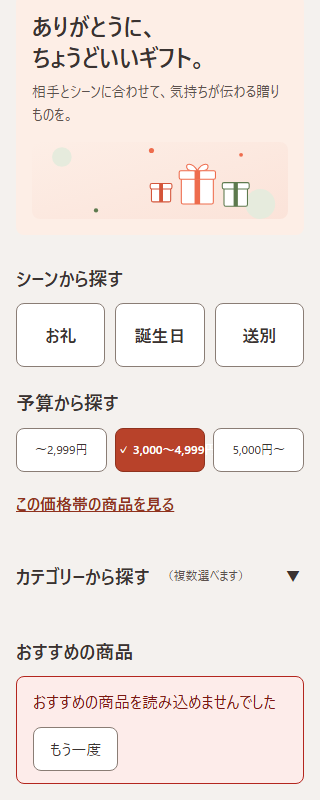 ありがとうに、
ちょうどいいギフト。
相手とシーンに合わせて、気持ちが伝わる贈り
ものを。
シーンから探す
お礼
誕生日
送別
予算から探す
～2,999円
✓ 3,000～4,999
5,000円～
この価格帯の商品を見る
カテゴリーから探す （複数選べます） ▼
おすすめの商品
おすすめの商品を読み込めませんでした
もう一度